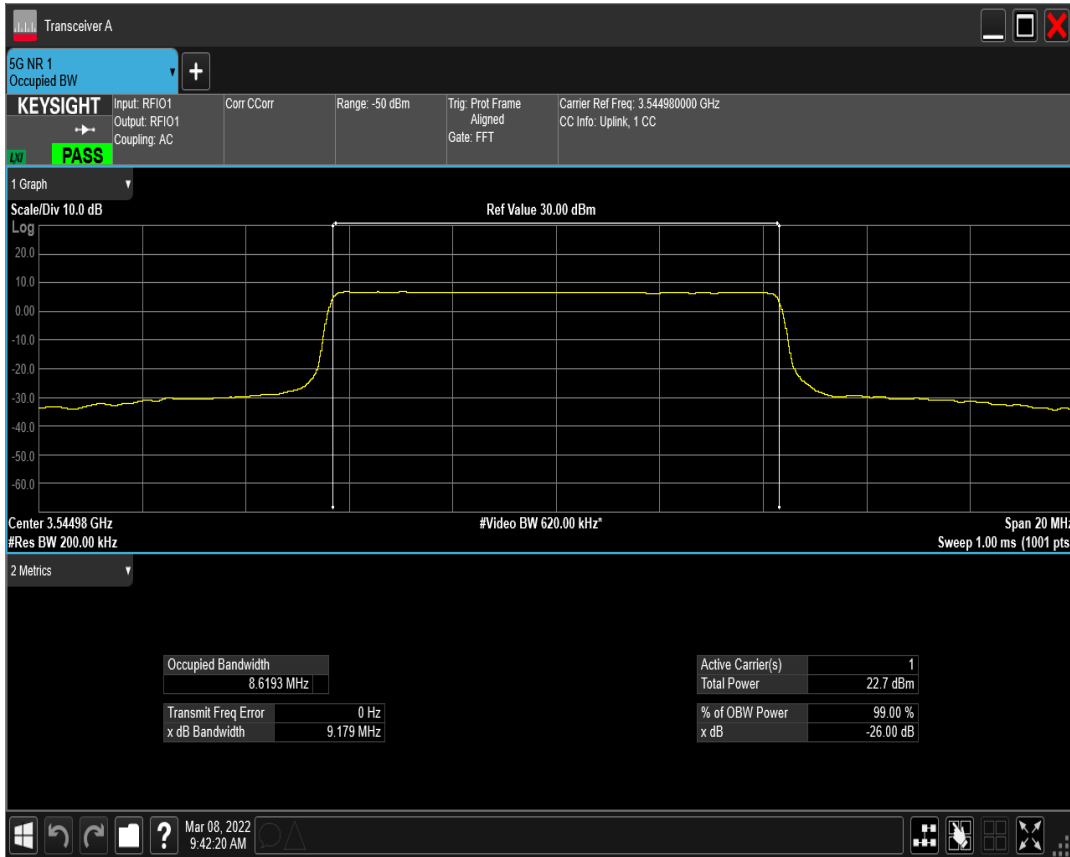 Transceiver A
5G NR 1
Occupied BW
KEYSIGHT
LXI
PASS
Input: RFIO1
Output: RFIO1
Coupling: AC
Corr CCorr
Range: -50 dBm
Trig: Prot Frame
Aligned
Gate: FFT
Carrier Ref Freq: 3.544980000 GHz
CC Info: Uplink, 1 CC
1 Graph
Scale/Div 10.0 dB
Ref Value 30.00 dBm
Log
20.0
10.0
0.00
-10.0
-20.0
-30.0
-40.0
-50.0
-60.0
Center 3.54498 GHz
#Video BW 620.00 kHz*
Span 20 MHz
#Res BW 200.00 kHz
Sweep 1.00 ms (1001 pts
2 Metrics
Occupied Bandwidth
8.6193 MHz
Transmit Freq Error 0 Hz
x dB Bandwidth 9.179 MHz
Active Carrier(s) 1
Total Power 22.7 dBm
% of OBW Power 99.00 %
x dB -26.00 dB
?
Mar 08, 2022
9:42:20 AM